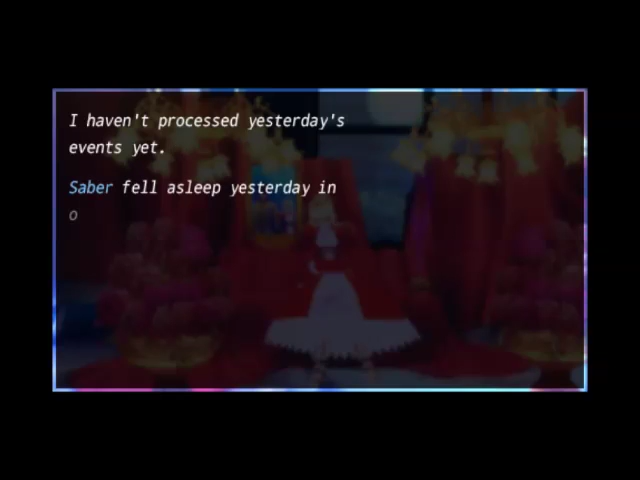 I haven't processed yesterday's
events yet.
Saber fell asleep yesterday in
o